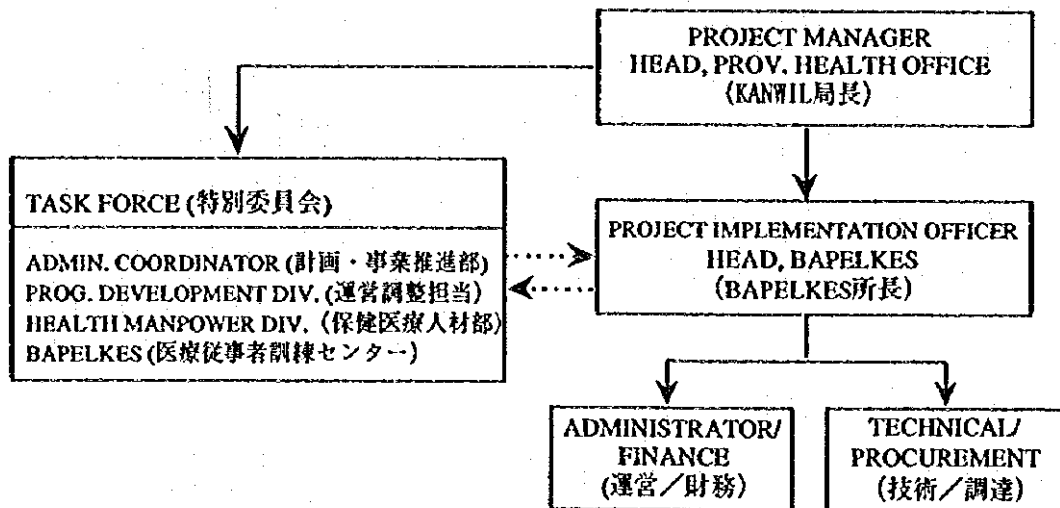 PROJECT MANAGER
HEAD, PROV. HEALTH OFFICE
(KANWIL局長)
TASK FORCE (特別委員会)
ADMIN. COORDINATOR (計画・事業推進部)
PROG. DEVELOPMENT DIV. (運営調整担当)
HEALTH MANPOWER DIV. (保健医療人材部)
BAPELKES (医療従事者訓練センター)
PROJECT IMPLEMENTATION OFFICER
HEAD, BAPELKES
(BAPELKES所長)
ADMINISTRATOR/
FINANCE
(運営／財務)
TECHNICAL/
PROCUREMENT
(技術／調達)